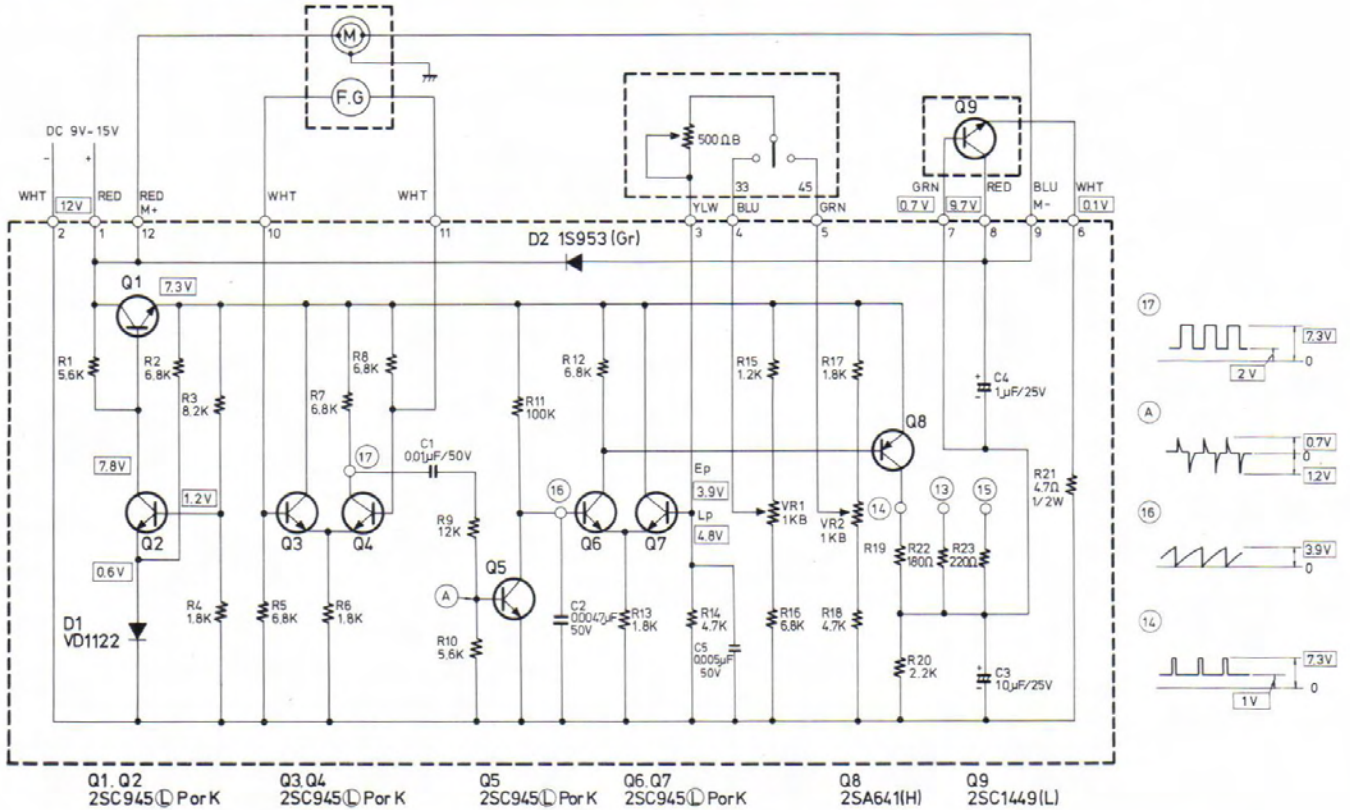 M
F.G
DC 9V-15V
- +
500ΩB
33 45
Q9
WHT 12V RED RED M+ WHT WHT YLW BLU GRN GRN 0.7V RED 9.7V BLU M- WHT 0.1V
2 1 12 10 11 3 4 5 7 8 9 6
D2 1S953 (Gr)
Q1 7.3V
R1 5.6K
R2 6.8K
R3 8.2K
R7 6.8K
R8 6.8K
R11 100K
R12 6.8K
R15 1.2K
R17 1.8K
C4 1µF/25V
Q8
17
C1 0.01µF/50V
7.8V
1.2V
Q2
Q3 Q4
R9 12K
16
Q6 Q7
Ep 3.9V
Lp 4.8V
VR1 1KB
VR2 1KB
14 13 15
R21 4.7Ω 1/2W
0.6V
D1 VD1122
R4 1.8K
R5 6.8K
R6 1.8K
A
Q5
R10 5.6K
C2 0.0047µF 50V
R13 1.8K
R14 4.7K
C5 0.005µF 50V
R16 6.8K
R18 4.7K
R19
R22 180Ω
R23 220Ω
R20 2.2K
C3 10µF/25V
17
7.3V
0
2V
A
0.7V
0
1.2V
16
3.9V
0
14
7.3V
0
1V
Q1. Q2 Q3.Q4 Q5 Q6.Q7 Q8 Q9
2SC945 Ⓛ P or K 2SC945 Ⓛ P or K 2SC945 Ⓛ P or K 2SC945 Ⓛ P or K 2SA641(H) 2SC1449(L)